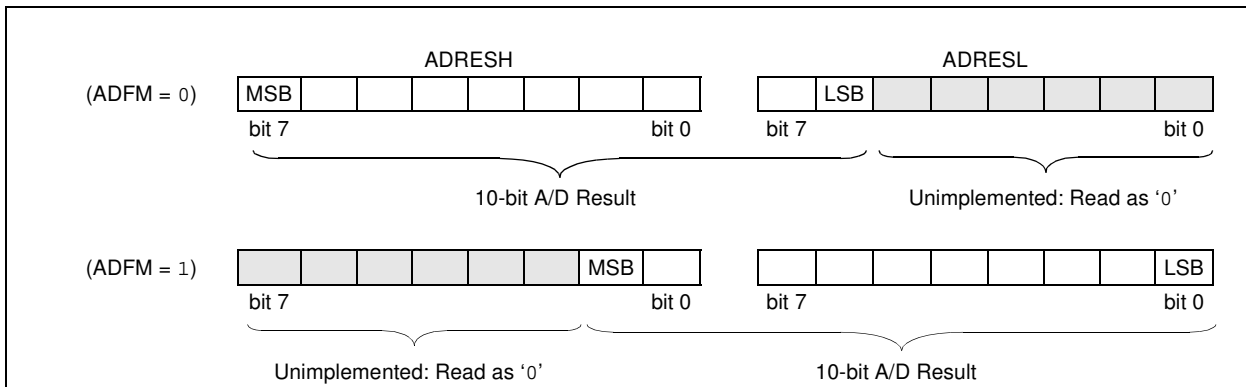 ADRESH ADRESL
(ADFM = 0) MSB LSB
bit 7 bit 0 bit 7 bit 0
10-bit A/D Result Unimplemented: Read as ‘0’
(ADFM = 1) MSB LSB
bit 7 bit 0 bit 7 bit 0
Unimplemented: Read as ‘0’ 10-bit A/D Result